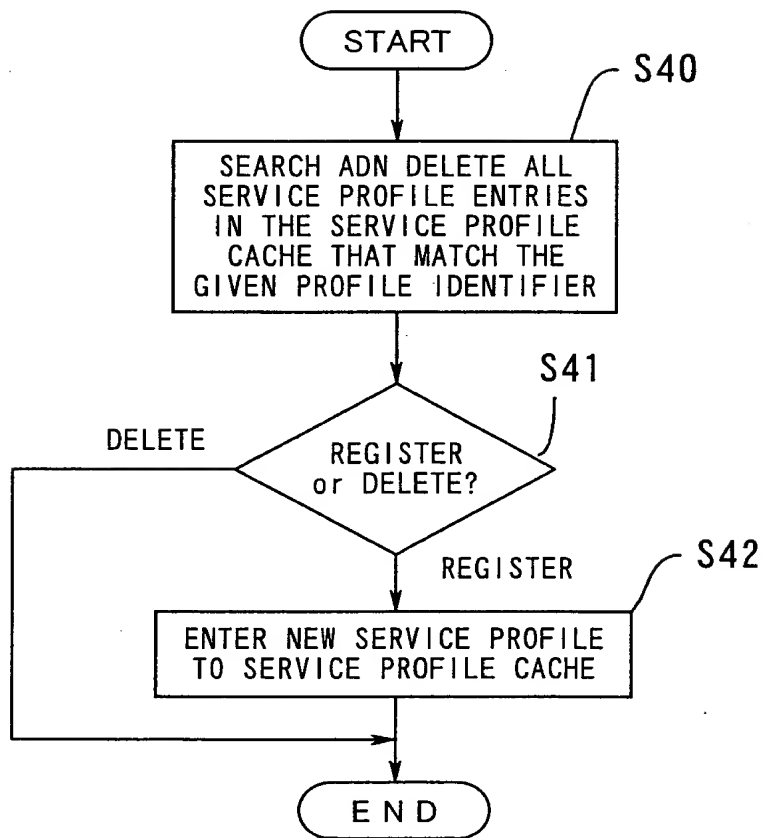 START
S40
SEARCH ADN DELETE ALL
SERVICE PROFILE ENTRIES
IN THE SERVICE PROFILE
CACHE THAT MATCH THE
GIVEN PROFILE IDENTIFIER
S41
DELETE
REGISTER
or DELETE?
REGISTER
S42
ENTER NEW SERVICE PROFILE
TO SERVICE PROFILE CACHE
END